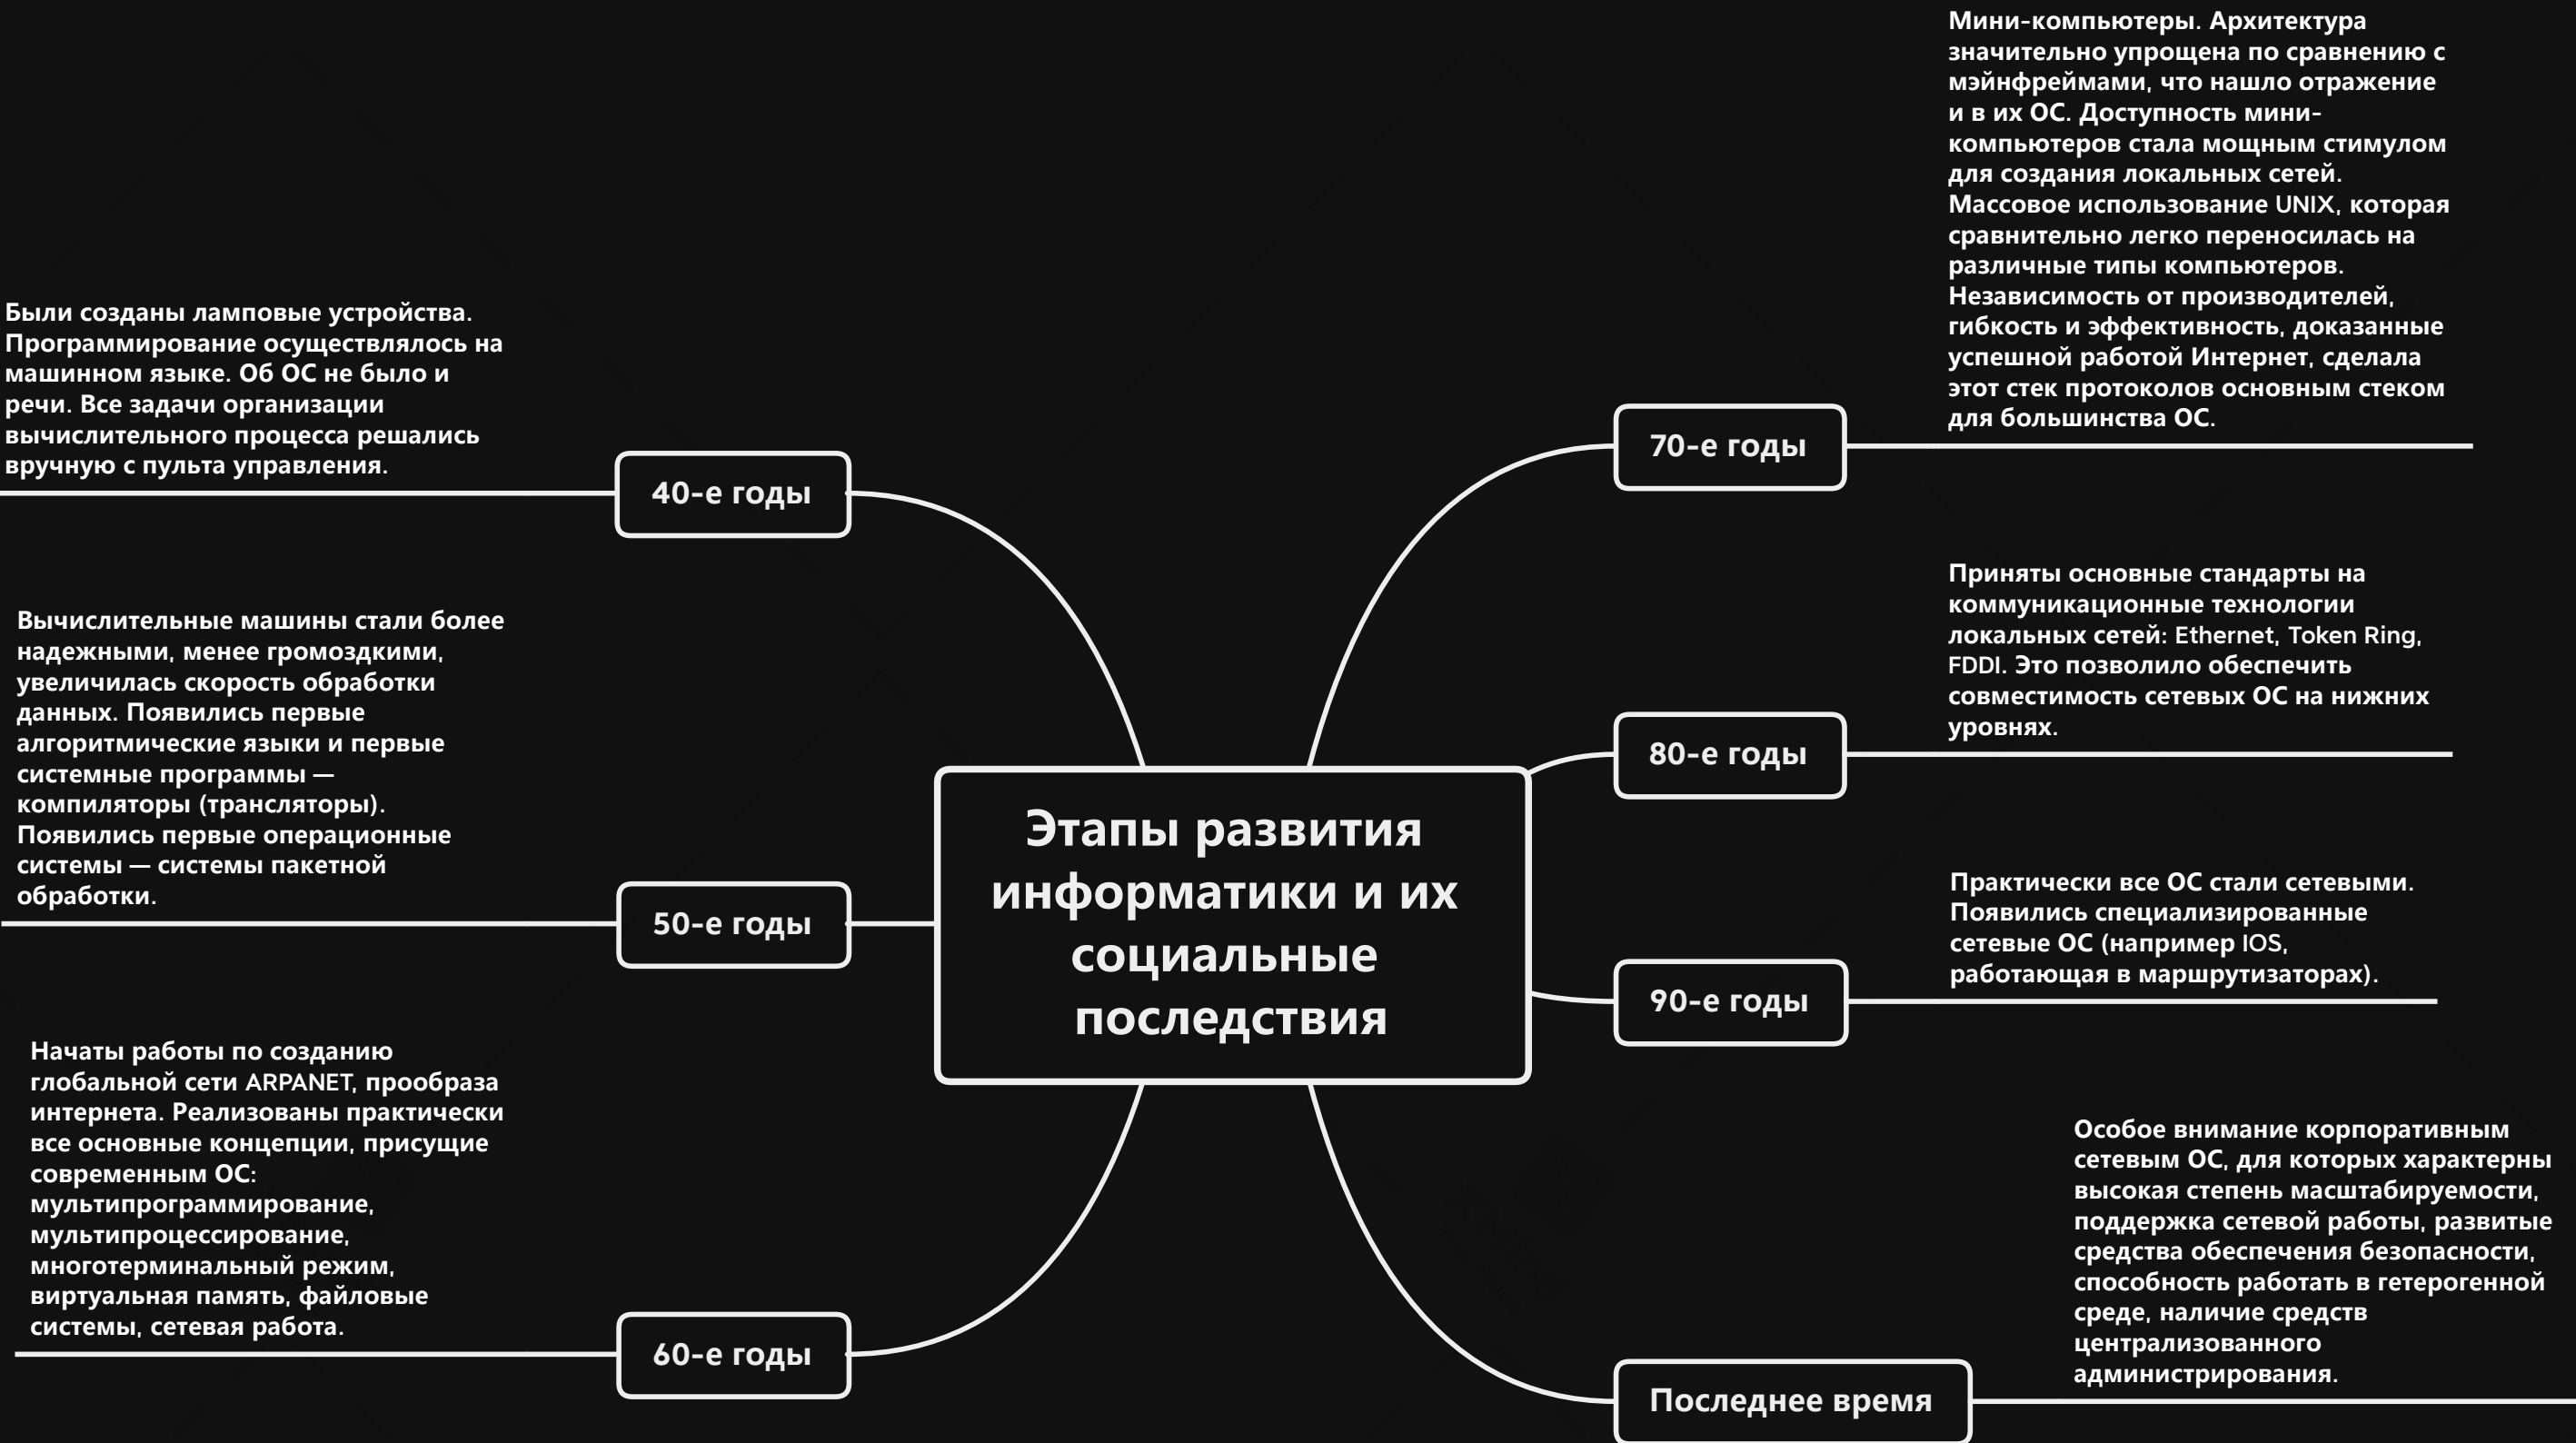 Этапы развития
информатики и их
социальные
последствия
40-е годы
Были созданы ламповые устройства.
Программирование осуществлялось на
машинном языке. Об ОС не было и
речи. Все задачи организации
вычислительного процесса решались
вручную с пульта управления.
50-е годы
Вычислительные машины стали более
надежными, менее громоздкими,
увеличилась скорость обработки
данных. Появились первые
алгоритмические языки и первые
системные программы —
компиляторы (трансляторы).
Появились первые операционные
системы — системы пакетной
обработки.
60-е годы
Начаты работы по созданию
глобальной сети ARPANET, прообраза
интернета. Реализованы практически
все основные концепции, присущие
современным ОС:
мультипрограммирование,
мультипроцессирование,
многотерминальный режим,
виртуальная память, файловые
системы, сетевая работа.
70-е годы
Мини-компьютеры. Архитектура
значительно упрощена по сравнению с
мэйнфреймами, что нашло отражение
и в их ОС. Доступность мини-
компьютеров стала мощным стимулом
для создания локальных сетей.
Массовое использование UNIX, которая
сравнительно легко переносилась на
различные типы компьютеров.
Независимость от производителей,
гибкость и эффективность, доказанные
успешной работой Интернет, сделала
этот стек протоколов основным стеком
для большинства ОС.
80-е годы
Приняты основные стандарты на
коммуникационные технологии
локальных сетей: Ethernet, Token Ring,
FDDI. Это позволило обеспечить
совместимость сетевых ОС на нижних
уровнях.
90-е годы
Практически все ОС стали сетевыми.
Появились специализированные
сетевые ОС (например IOS,
работающая в маршрутизаторах).
Последнее время
Особое внимание корпоративным
сетевым ОС, для которых характерны
высокая степень масштабируемости,
поддержка сетевой работы, развитые
средства обеспечения безопасности,
способность работать в гетерогенной
среде, наличие средств
централизованного
администрирования.
XMind